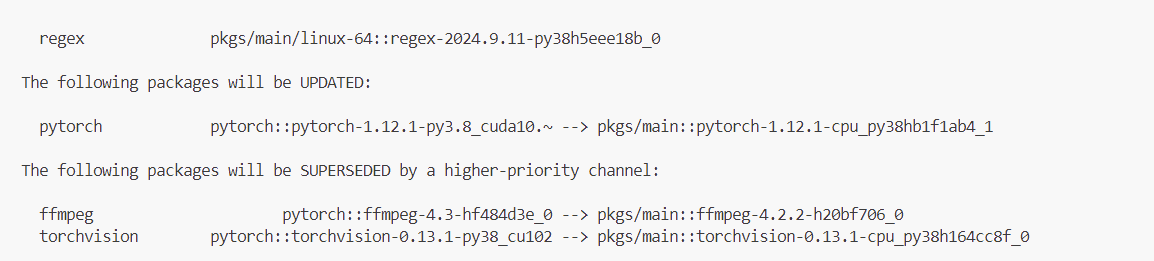 regex pkgs/main/linux-64::regex-2024.9.11-py38h5eee18b_0
The following packages will be UPDATED:
pytorch pytorch::pytorch-1.12.1-py3.8_cuda10.~ --> pkgs/main::pytorch-1.12.1-cpu_py38hb1f1ab4_1
The following packages will be SUPERSEDED by a higher-priority channel:
ffmpeg pytorch::ffmpeg-4.3-hf484d3e_0 --> pkgs/main::ffmpeg-4.2.2-h20bf706_0
torchvision pytorch::torchvision-0.13.1-py38_cu102 --> pkgs/main::torchvision-0.13.1-cpu_py38h164cc8f_0